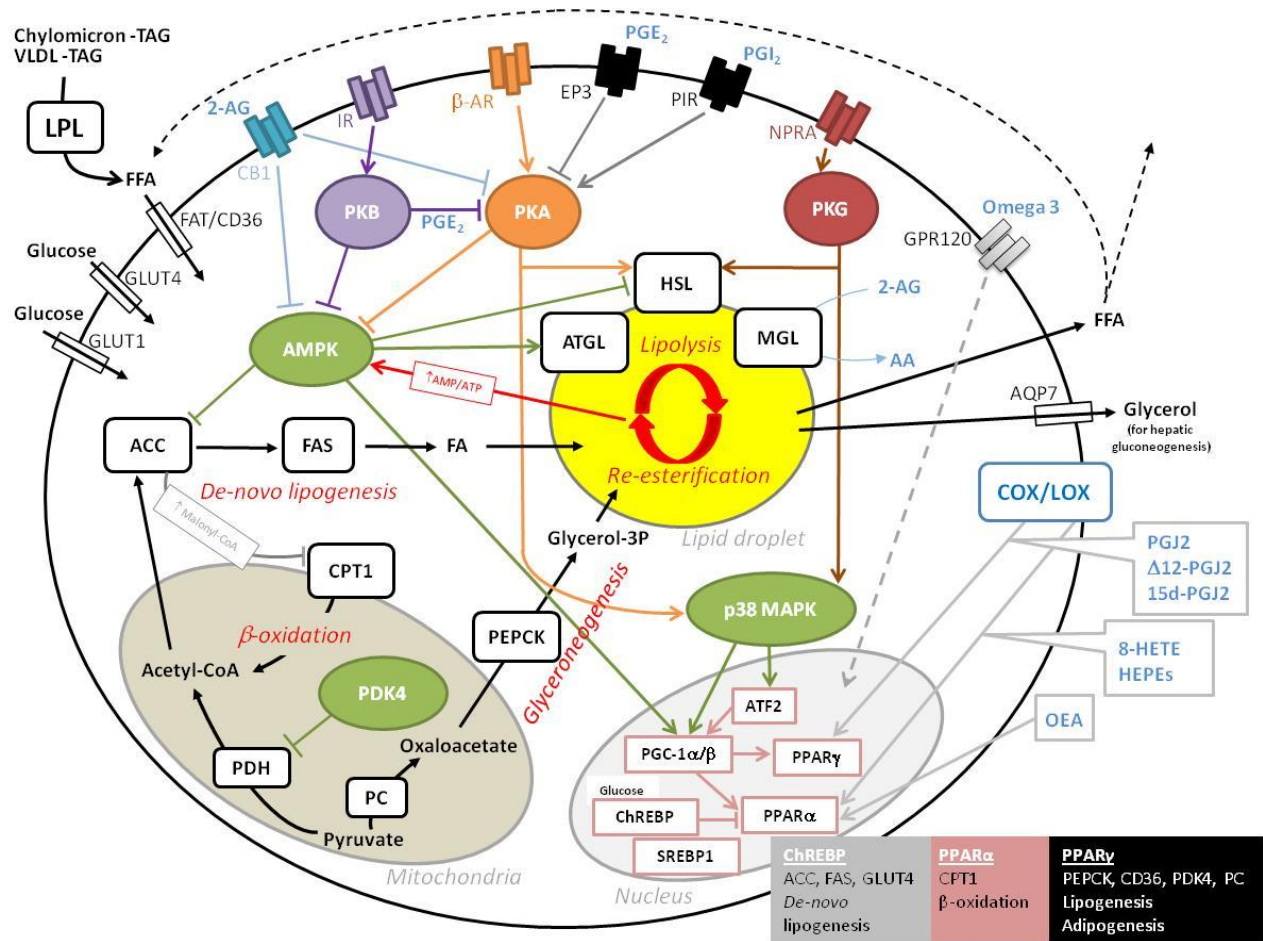 Chylomicron -TAG
VLDL -TAG
LPL
FFA
FAT/CD36
Glucose
GLUT4
Glucose
GLUT1
2-AG
CB1
IR
β-AR
PGE2
EP3
PGI2
PIR
NPRA
Omega 3
GPR120
PKB
PGE2
PKA
PKG
HSL
ATGL
MGL
2-AG
AA
AMPK
↑AMP/ATP
Lipolysis
Re-esterification
Lipid droplet
FFA
AQP7
Glycerol
(for hepatic
gluconeogenesis)
ACC
FAS
FA
De-novo lipogenesis
↑ Malonyl-CoA
CPT1
β-oxidation
Acetyl-CoA
PDK4
PDH
PC
Oxaloacetate
Pyruvate
Mitochondria
Glycerol-3P
PEPCK
Glyceroneogenesis
p38 MAPK
ATF2
PGC-1α/β
PPARγ
Glucose
ChREBP
PPARα
SREBP1
Nucleus
COX/LOX
PGJ2
Δ12-PGJ2
15d-PGJ2
8-HETE
HEPEs
OEA
ChREBP
ACC, FAS, GLUT4
De-novo
lipogenesis
PPARα
CPT1
β-oxidation
PPARγ
PEPCK, CD36, PDK4, PC
Lipogenesis
Adipogenesis